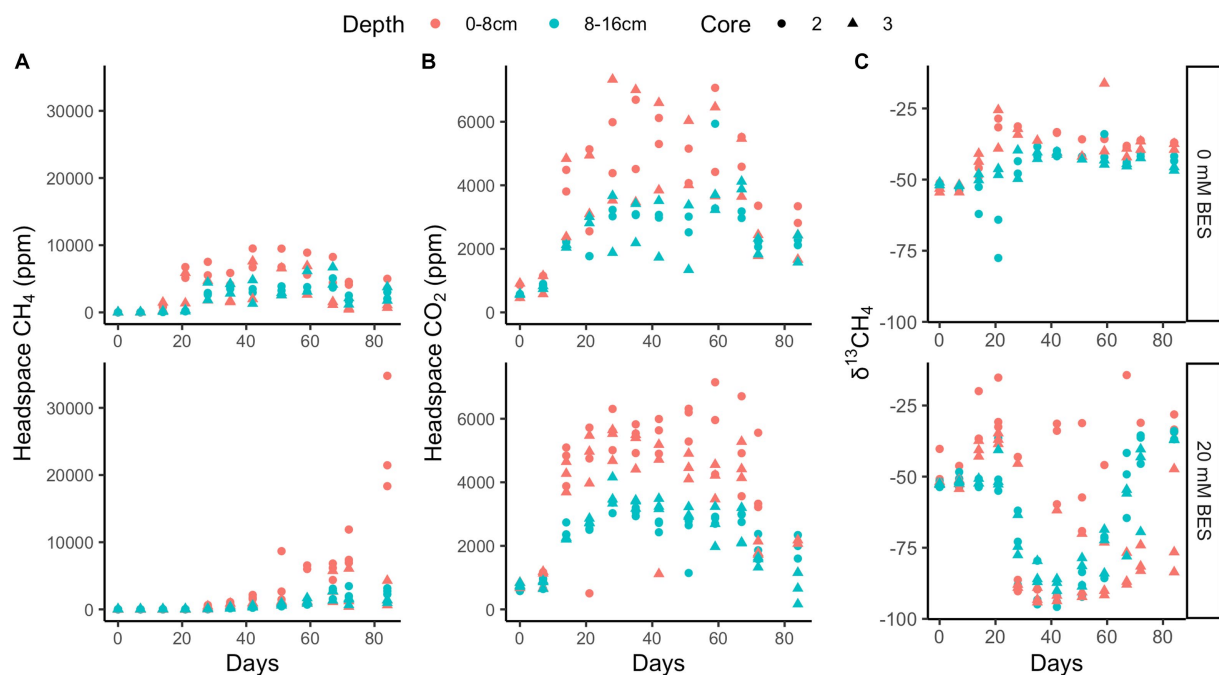 Depth 0-8cm 8-16cm Core 2 3
A B C
Headspace CH₄ (ppm)
30000
20000
10000
0
0 20 40 60 80
30000
20000
10000
0
0 20 40 60 80
Days
Headspace CO₂ (ppm)
6000
4000
2000
0
0 20 40 60 80
6000
4000
2000
0
0 20 40 60 80
Days
δ¹³CH₄
-25
-50
-75
-100
0 20 40 60 80
0 mM BES
-25
-50
-75
-100
0 20 40 60 80
20 mM BES
Days